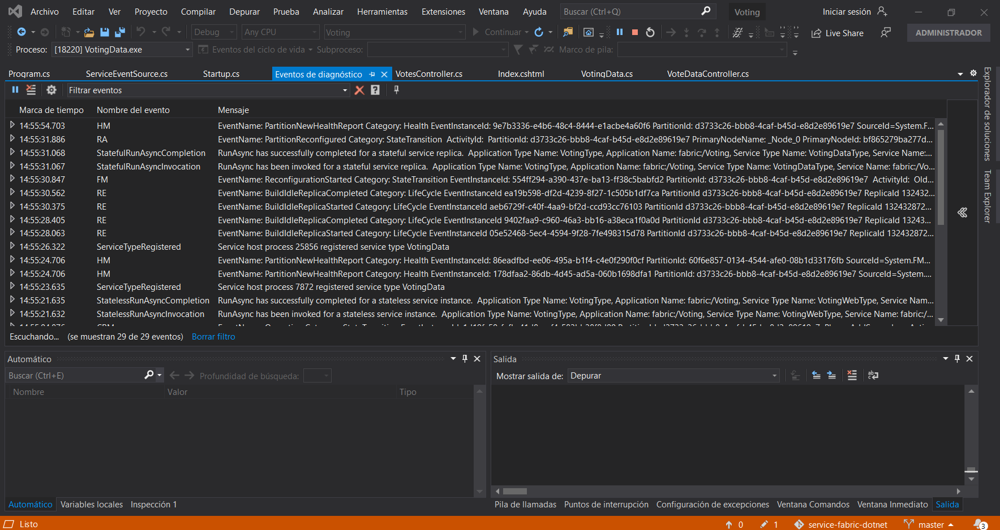 Archivo Editar Ver Proyecto Compilar Depurar Prueba Analizar Herramientas Extensiones Ventana Ayuda Buscar (Ctrl+Q) Voting Iniciar sesión
Debug Any CPU Voting Continuar Live Share ADMINISTRADOR
Proceso: [18220] VotingData.exe Eventos del ciclo de vida Subproceso: Marco de pila:
Program.cs ServiceEventSource.cs Startup.cs Eventos de diagnóstico VotesController.cs Index.cshtml VotingData.cs VoteDataController.cs
Filtrar eventos
Marca de tiempo Nombre del evento Mensaje
14:55:54.703 HM EventName: PartitionNewHealthReport Category: Health EventInstanceId: 9e7b3336-e4b6-48c4-8444-e1acbe4a60f6 PartitionId: d3733c26-bbb8-4caf-b45d-e8d2e89619e7 SourceId=System.F...
14:55:31.886 RA EventName: PartitionReconfigured Category: StateTransition ActivityId: PartitionId: d3733c26-bbb8-4caf-b45d-e8d2e89619e7 PrimaryNodeName: _Node_0 PrimaryNodeId: bf865279ba277d...
14:55:31.068 StatefulRunAsyncCompletion RunAsync has successfully completed for a stateful service replica. Application Type Name: VotingType, Application Name: fabric:/Voting, Service Type Name: VotingDataType, Service Name:...
14:55:31.067 StatefulRunAsyncInvocation RunAsync has been invoked for a stateful service replica. Application Type Name: VotingType, Application Name: fabric:/Voting, Service Type Name: VotingDataType, Service Name: fabric:/Vo...
14:55:30.847 FM EventName: ReconfigurationStarted Category: StateTransition EventInstanceId: 554ff294-a390-437e-ba13-ff38c5babfd2 PartitionId: d3733c26-bbb8-4caf-b45d-e8d2e89619e7 ActivityId: Old...
14:55:30.562 RE EventName: BuildIdleReplicaCompleted Category: LifeCycle EventInstanceId ea19b598-df2d-4239-8f27-1c505b1df7ca PartitionId d3733c26-bbb8-4caf-b45d-e8d2e89619e7 ReplicaId 132432...
14:55:30.375 RE EventName: BuildIdleReplicaStarted Category: LifeCycle EventInstanceId aeb6729f-c40f-4aa9-bf2d-ccd93cc76103 PartitionId d3733c26-bbb8-4caf-b45d-e8d2e89619e7 ReplicaId 132432872...
14:55:28.405 RE EventName: BuildIdleReplicaCompleted Category: LifeCycle EventInstanceId 9402faa9-c960-46a3-bb16-a38eca1f0a0d PartitionId d3733c26-bbb8-4caf-b45d-e8d2e89619e7 ReplicaId 13243...
14:55:28.063 RE EventName: BuildIdleReplicaStarted Category: LifeCycle EventInstanceId 05e52468-5ec4-4594-9f28-7fe498315d78 PartitionId d3733c26-bbb8-4caf-b45d-e8d2e89619e7 ReplicaId 132432872...
14:55:26.322 ServiceTypeRegistered Service host process 25856 registered service type VotingData
14:55:24.706 HM EventName: PartitionNewHealthReport Category: Health EventInstanceId: 86eadfbd-ee06-495a-b1f4-c4e0f290f0cf PartitionId: 60f6e857-0134-4544-afe0-08b1d33176fb SourceId=System.FM...
14:55:24.706 HM EventName: PartitionNewHealthReport Category: Health EventInstanceId: 178dfaa2-86db-4d45-ad5a-060b1698dfa1 PartitionId: d3733c26-bbb8-4caf-b45d-e8d2e89619e7 SourceId=System....
14:55:23.635 ServiceTypeRegistered Service host process 7872 registered service type VotingData
14:55:21.635 StatelessRunAsyncCompletion RunAsync has successfully completed for a stateless service instance. Application Type Name: VotingType, Application Name: fabric:/Voting, Service Type Name: VotingWebType, Service Nam...
14:55:21.632 StatelessRunAsyncInvocation RunAsync has been invoked for a stateless service instance. Application Type Name: VotingType, Application Name: fabric:/Voting, Service Type Name: VotingWebType, Service Name: fabric:/...
Escuchando... (se muestran 29 de 29 eventos) Borrar filtro
Explorador de soluciones
Team Explorer
Automático
Buscar (Ctrl+E) Profundidad de búsqueda:
Nombre Valor Tipo
Automático Variables locales Inspección 1
Salida
Mostrar salida de: Depurar
Pila de llamadas Puntos de interrupción Configuración de excepciones Ventana Comandos Ventana Inmediato Salida
Listo 0 1 service-fabric-dotnet master 3